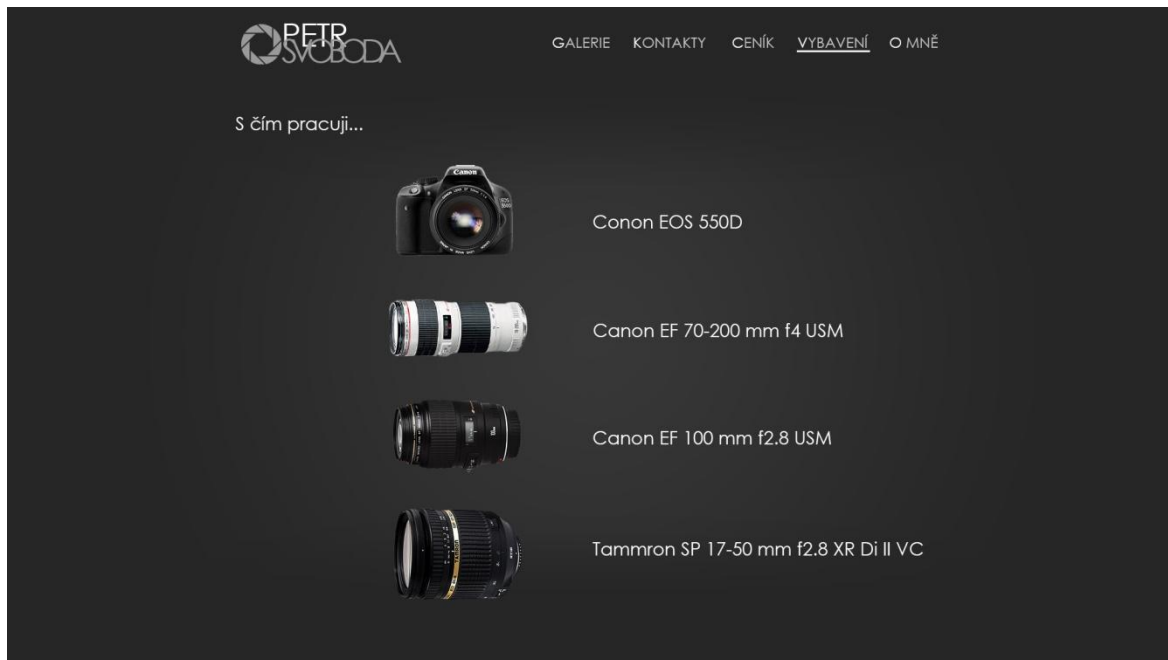 PETR
SVOBODA
GALERIE KONTAKTY CENÍK VYBAVENÍ O MNĚ
S čím pracuji...
Canon
Conon EOS 550D
Canon EF 70-200 mm f4 USM
Canon EF 100 mm f2.8 USM
Tammron SP 17-50 mm f2.8 XR Di II VC